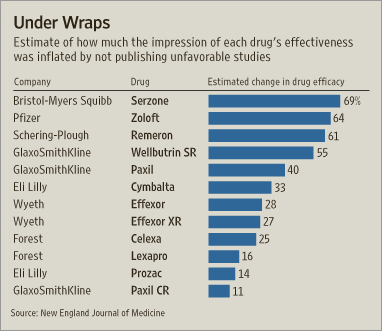 Under Wraps
Estimate of how much the impression of each drug's effectiveness
was inflated by not publishing unfavorable studies
Company Drug Estimated change in drug efficacy
Bristol-Myers Squibb Serzone 69%
Pfizer Zoloft 64
Schering-Plough Remeron 61
GlaxoSmithKline Wellbutrin SR 55
GlaxoSmithKline Paxil 40
Eli Lilly Cymbalta 33
Wyeth Effexor 28
Wyeth Effexor XR 27
Forest Celexa 25
Forest Lexapro 16
Eli Lilly Prozac 14
GlaxoSmithKline Paxil CR 11
Source: New England Journal of Medicine